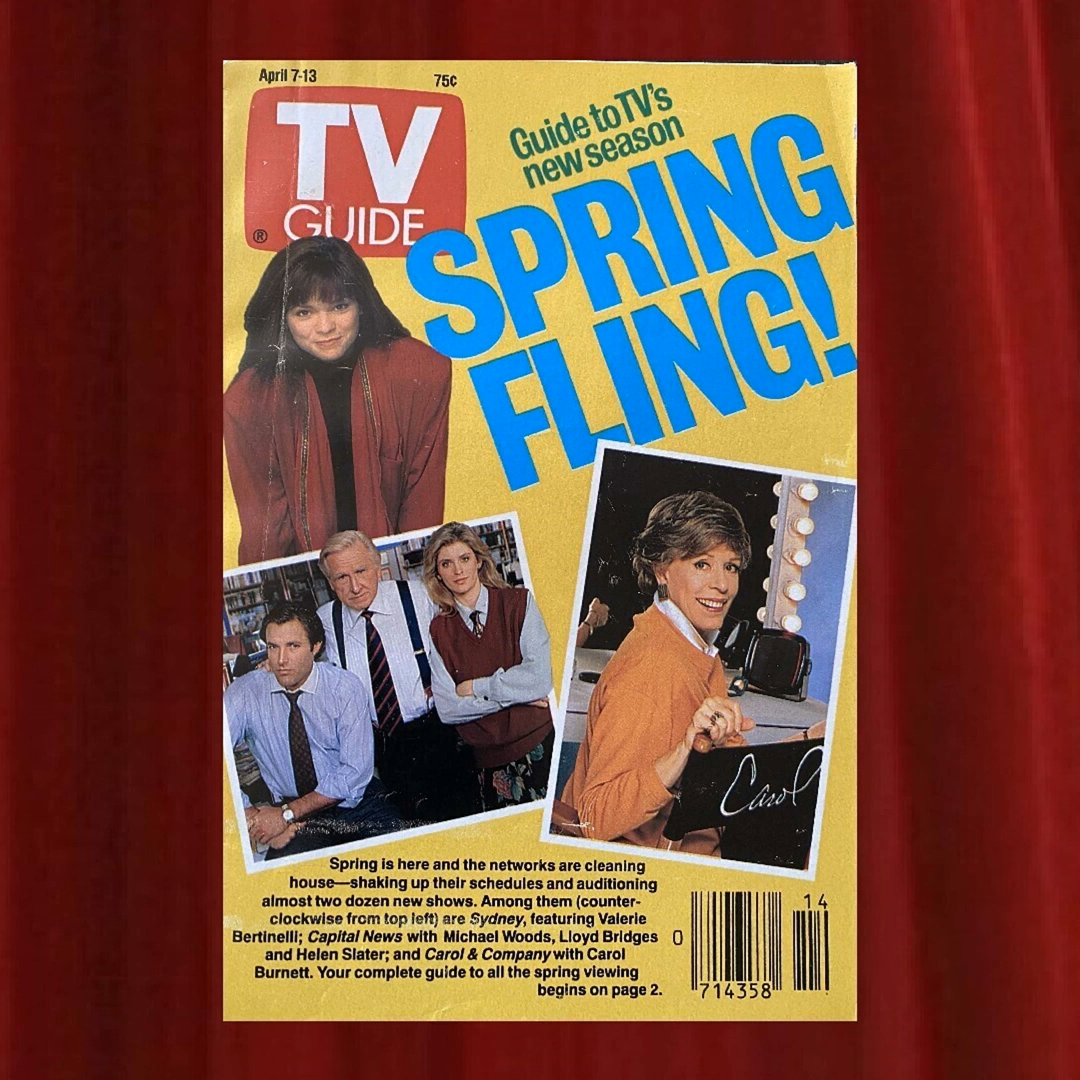 April 7-13
75¢
TV
GUIDE
®
Guide to TV's
new season
SPRING
FLING!
Carol
Spring is here and the networks are cleaning
house—shaking up their schedules and auditioning
almost two dozen new shows. Among them (counter-
clockwise from top left) are Sydney, featuring Valerie
Bertinelli; Capital News with Michael Woods, Lloyd Bridges
and Helen Slater; and Carol & Company with Carol
Burnett. Your complete guide to all the spring viewing
begins on page 2.
14
0
714358